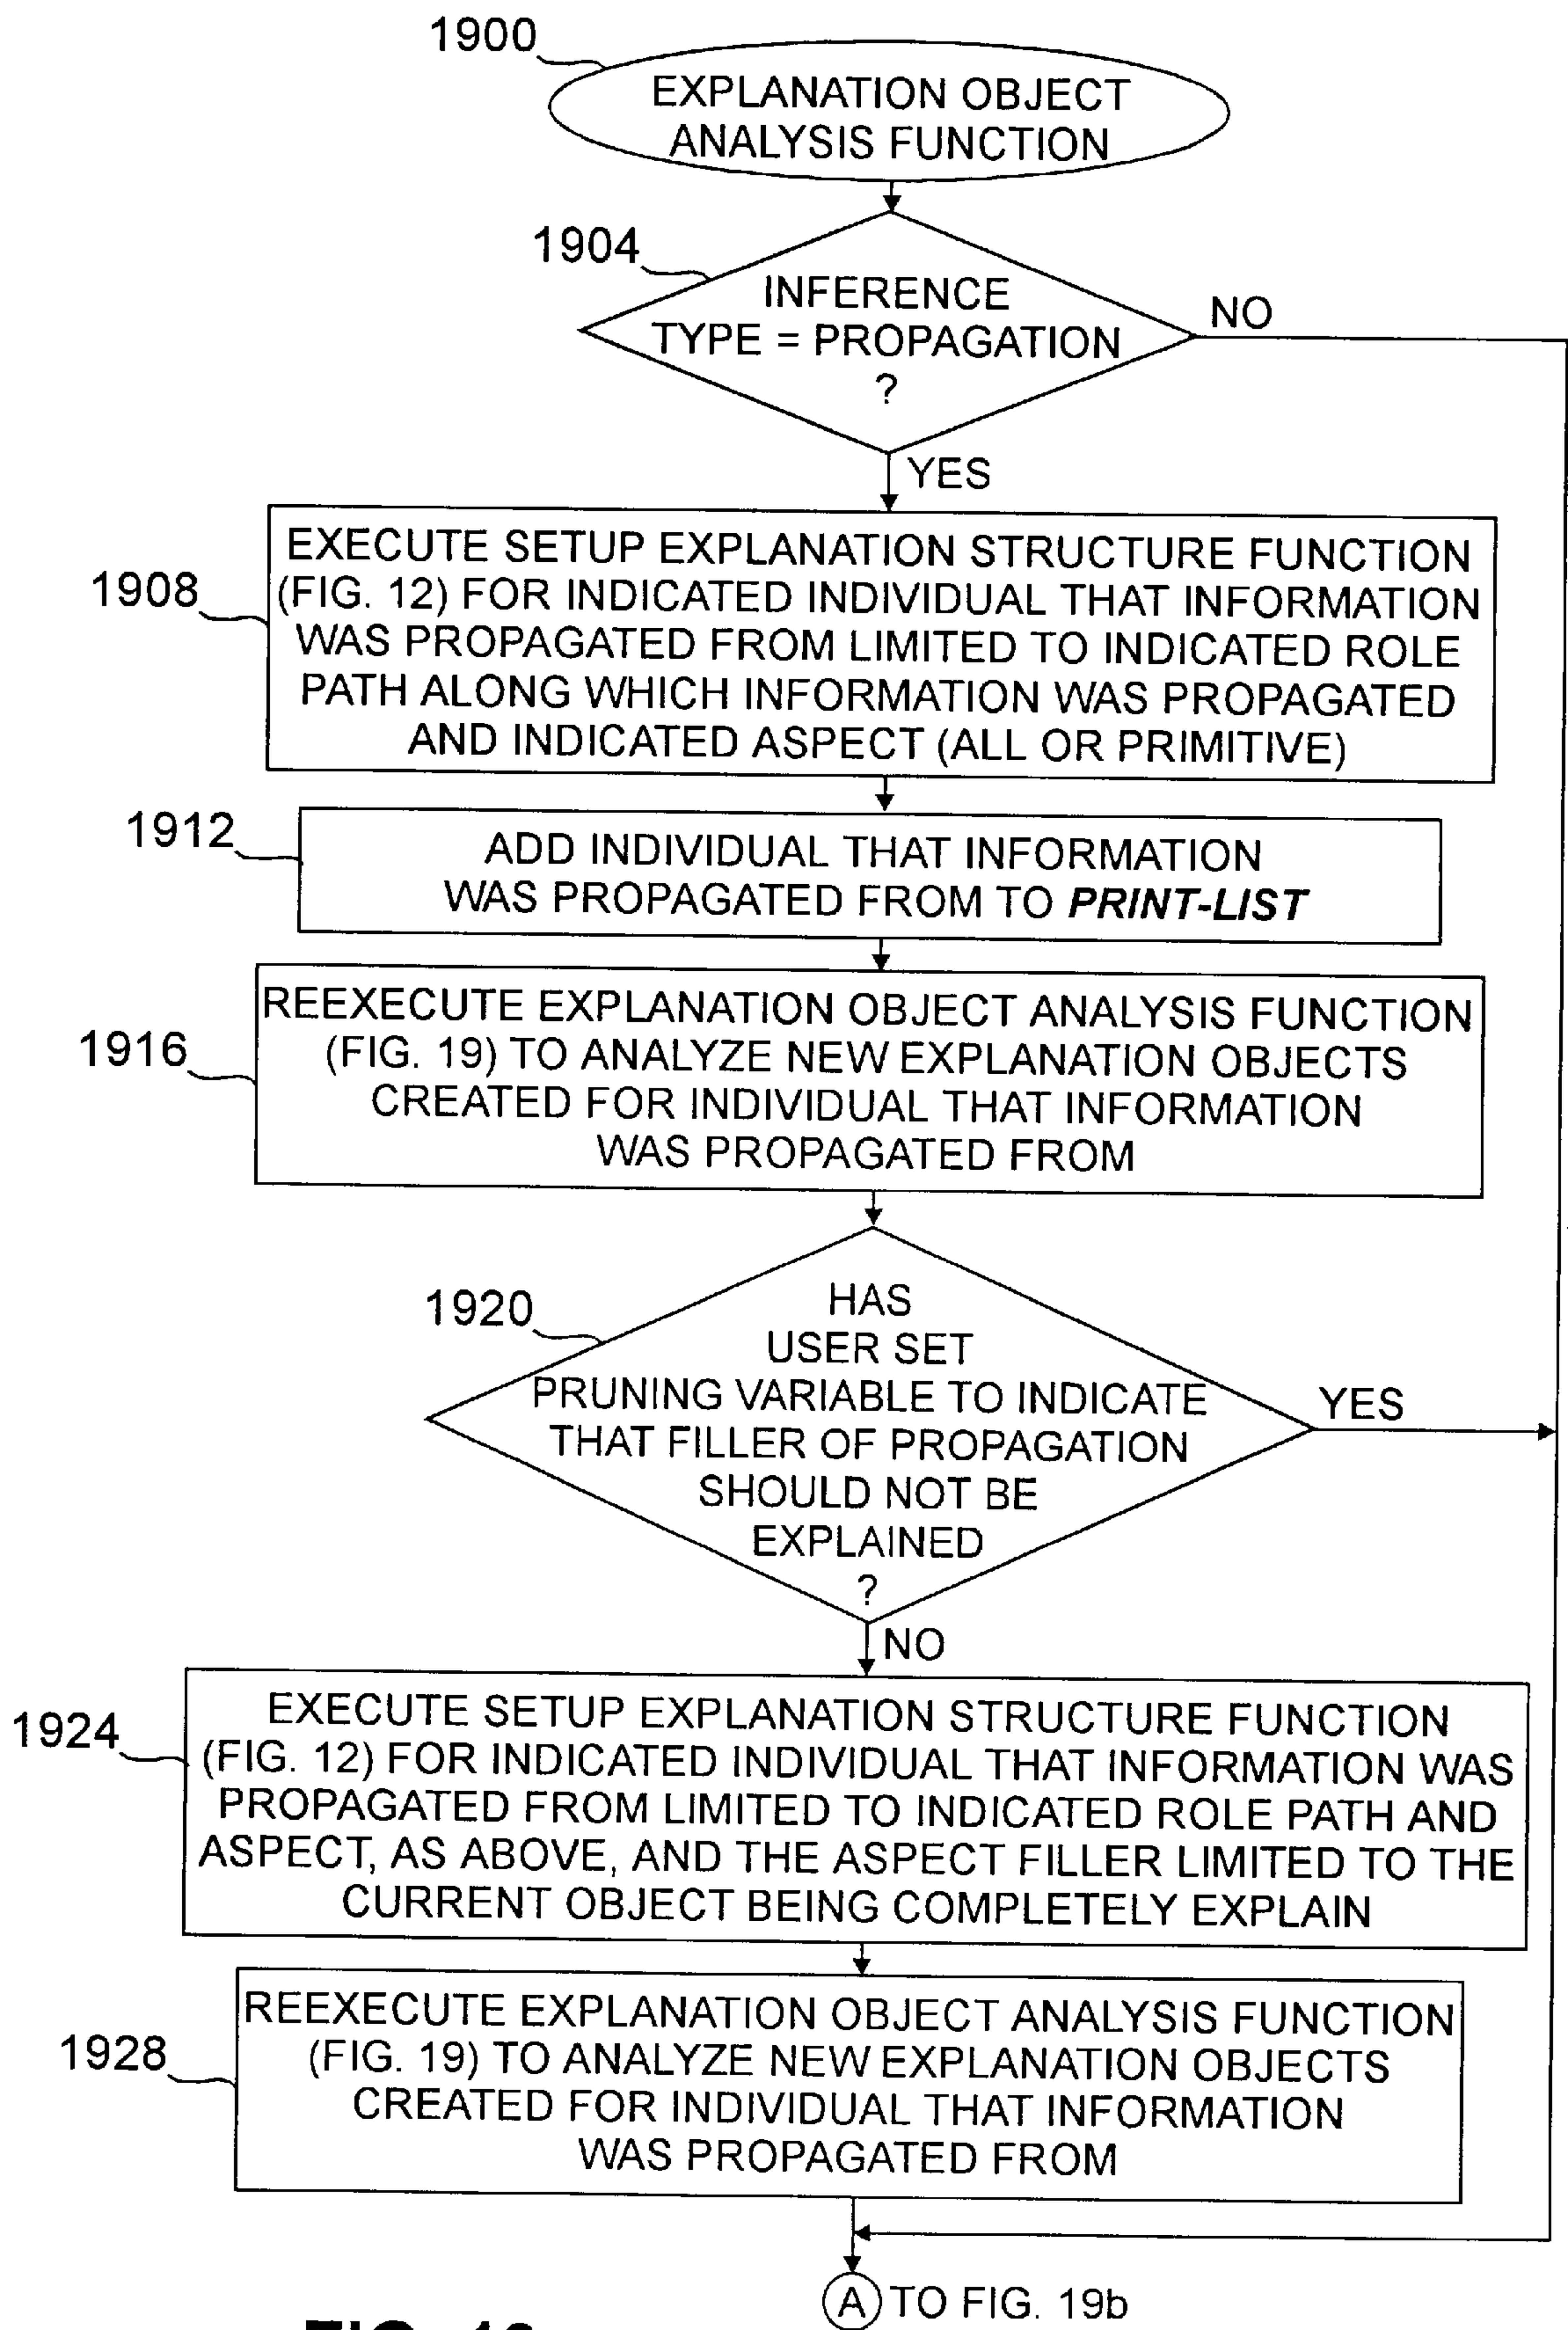 1900
EXPLANATION OBJECT
ANALYSIS FUNCTION
1904
INFERENCE
TYPE = PROPAGATION
?
NO
YES
1908
EXECUTE SETUP EXPLANATION STRUCTURE FUNCTION
(FIG. 12) FOR INDICATED INDIVIDUAL THAT INFORMATION
WAS PROPAGATED FROM LIMITED TO INDICATED ROLE
PATH ALONG WHICH INFORMATION WAS PROPAGATED
AND INDICATED ASPECT (ALL OR PRIMITIVE)
1912
ADD INDIVIDUAL THAT INFORMATION
WAS PROPAGATED FROM TO PRINT-LIST
1916
REEXECUTE EXPLANATION OBJECT ANALYSIS FUNCTION
(FIG. 19) TO ANALYZE NEW EXPLANATION OBJECTS
CREATED FOR INDIVIDUAL THAT INFORMATION
WAS PROPAGATED FROM
1920
HAS
USER SET
PRUNING VARIABLE TO INDICATE
THAT FILLER OF PROPAGATION
SHOULD NOT BE
EXPLAINED
?
YES
NO
1924
EXECUTE SETUP EXPLANATION STRUCTURE FUNCTION
(FIG. 12) FOR INDICATED INDIVIDUAL THAT INFORMATION WAS
PROPAGATED FROM LIMITED TO INDICATED ROLE PATH AND
ASPECT, AS ABOVE, AND THE ASPECT FILLER LIMITED TO THE
CURRENT OBJECT BEING COMPLETELY EXPLAIN
1928
REEXECUTE EXPLANATION OBJECT ANALYSIS FUNCTION
(FIG. 19) TO ANALYZE NEW EXPLANATION OBJECTS
CREATED FOR INDIVIDUAL THAT INFORMATION
WAS PROPAGATED FROM
A TO FIG. 19b